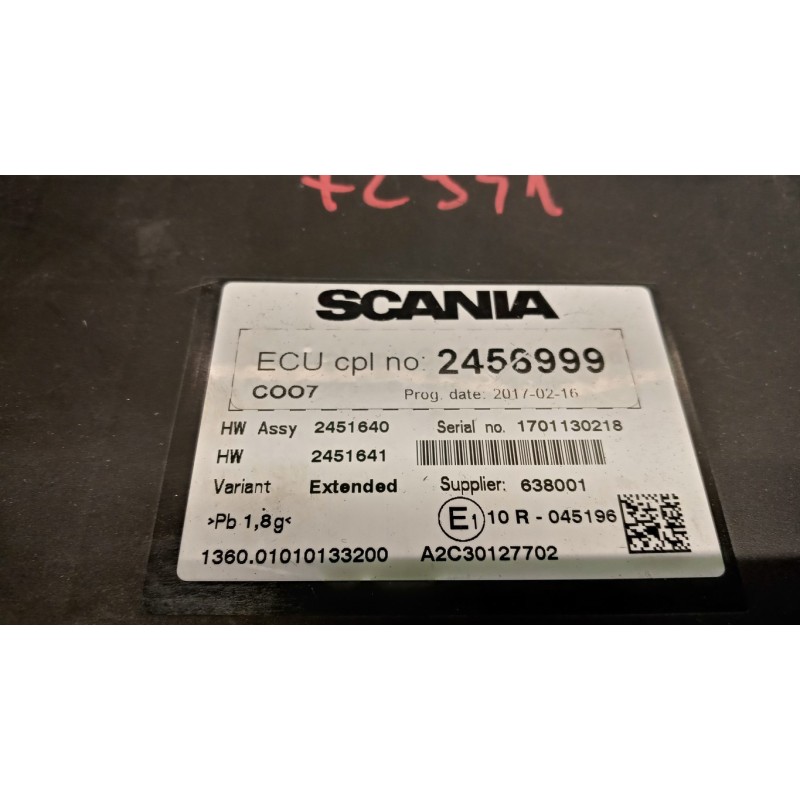 SCANIA
ECU cpl no: 2456999
COO7 Prog. date: 2017-02-16
HW Assy 2451640 Serial no. 1701130218
HW 2451641
Variant Extended Supplier: 638001
>Pb 1,8g< E1 10 R - 045196
1360.01010133200 A2C30127702